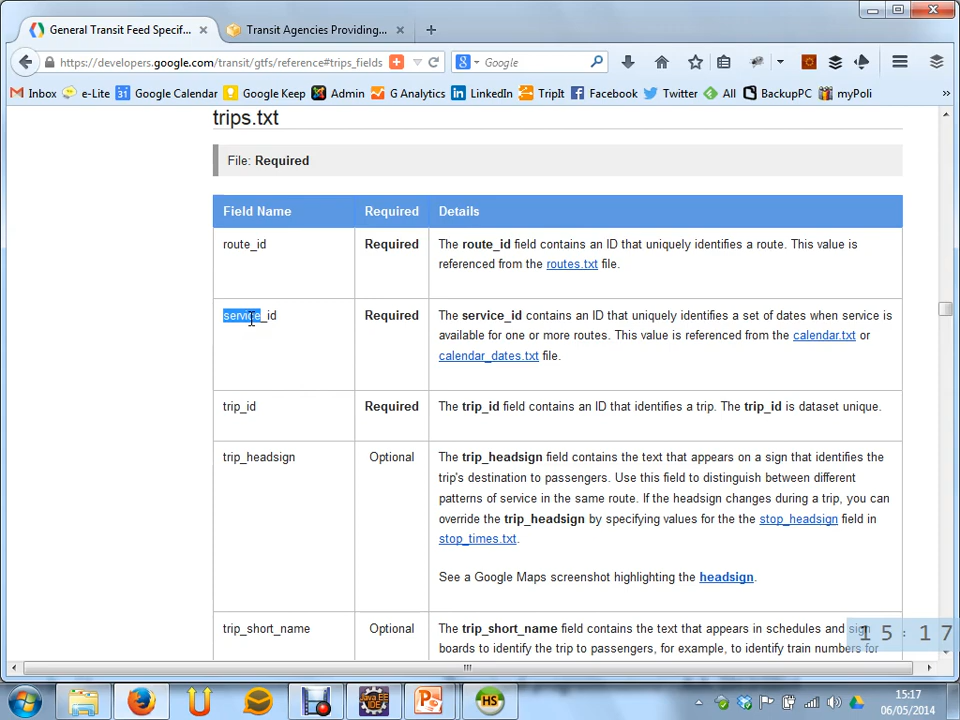 General Transit Feed Specif...
Transit Agencies Providing...
https://developers.google.com/transit/gtfs/reference#trips_fields
Google
Inbox
e-Lite
Google Calendar
Google Keep
Admin
G Analytics
LinkedIn
TripIt
Facebook
Twitter
All
BackupPC
myPoli
trips.txt
File: Required
Field Name Required Details
route_id Required The route_id field contains an ID that uniquely identifies a route. This value is
referenced from the routes.txt file.
service_id Required The service_id contains an ID that uniquely identifies a set of dates when service is
available for one or more routes. This value is referenced from the calendar.txt or
calendar_dates.txt file.
trip_id Required The trip_id field contains an ID that identifies a trip. The trip_id is dataset unique.
trip_headsign Optional The trip_headsign field contains the text that appears on a sign that identifies the
trip's destination to passengers. Use this field to distinguish between different
patterns of service in the same route. If the headsign changes during a trip, you can
override the trip_headsign by specifying values for the the stop_headsign field in
stop_times.txt.
See a Google Maps screenshot highlighting the headsign.
trip_short_name Optional The trip_short_name field contains the text that appears in schedules and sign
boards to identify the trip to passengers, for example, to identify train numbers for
15:17
HS
15:17
06/05/2014